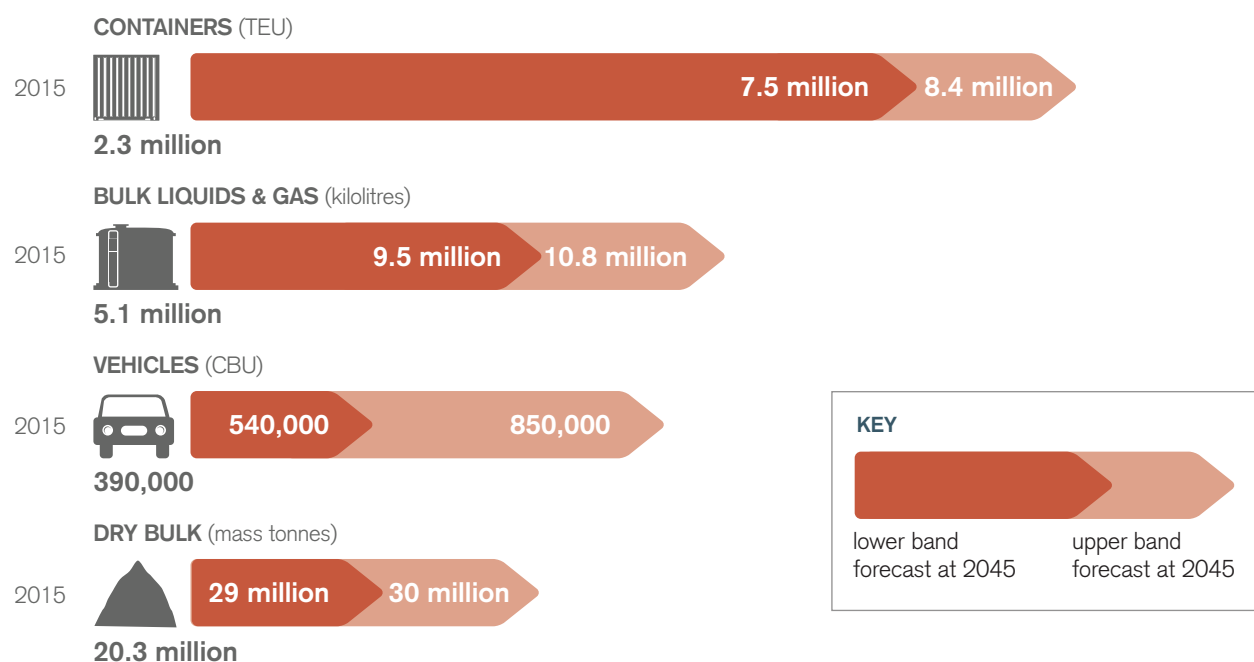 CONTAINERS (TEU)
2015
7.5 million
8.4 million
2.3 million
BULK LIQUIDS & GAS (kilolitres)
2015
9.5 million
10.8 million
5.1 million
VEHICLES (CBU)
2015
540,000
850,000
390,000
DRY BULK (mass tonnes)
2015
29 million
30 million
20.3 million
KEY
lower band
forecast at 2045
upper band
forecast at 2045